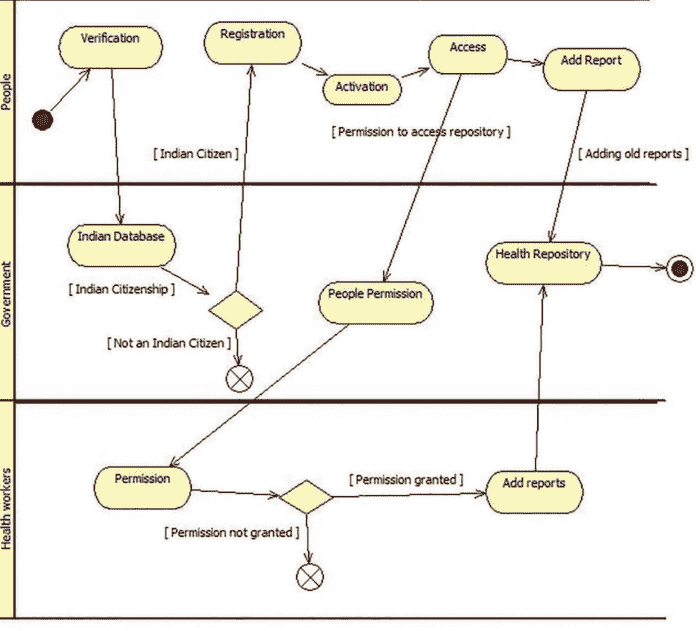 People
Verification
Registration
Activation
Access
Add Report
[ Permission to access repository ]
[ Indian Citizen ]
[ Adding old reports ]
Government
Indian Database
[ Indian Citizenship ]
[ Not an Indian Citizen ]
People Permission
Health Repository
Health workers
Permission
[ Permission granted ]
[ Permission not granted ]
Add reports